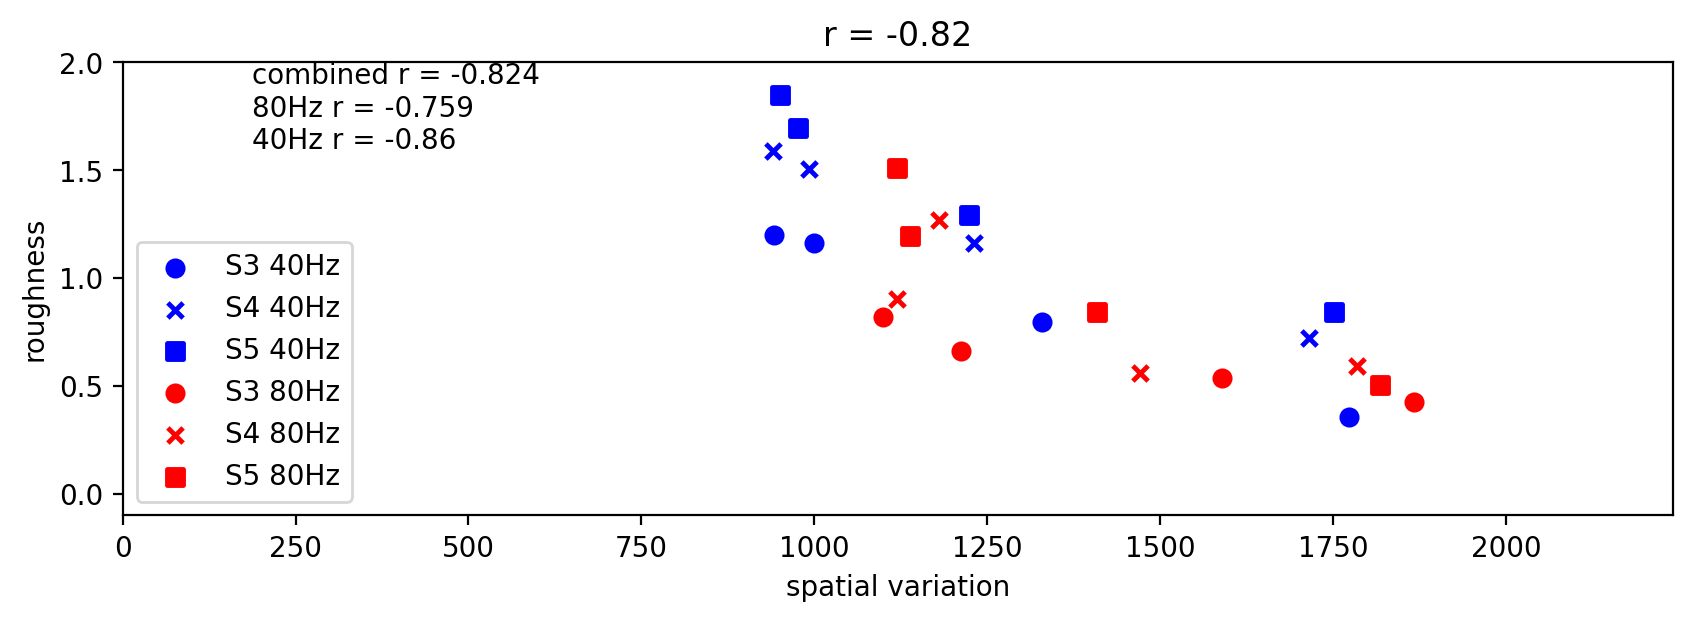 r = -0.82
combined r = -0.824
80Hz r = -0.759
40Hz r = -0.86
2.0
1.5
1.0
0.5
0.0
roughness
S3 40Hz
S4 40Hz
S5 40Hz
S3 80Hz
S4 80Hz
S5 80Hz
0 250 500 750 1000 1250 1500 1750 2000
spatial variation